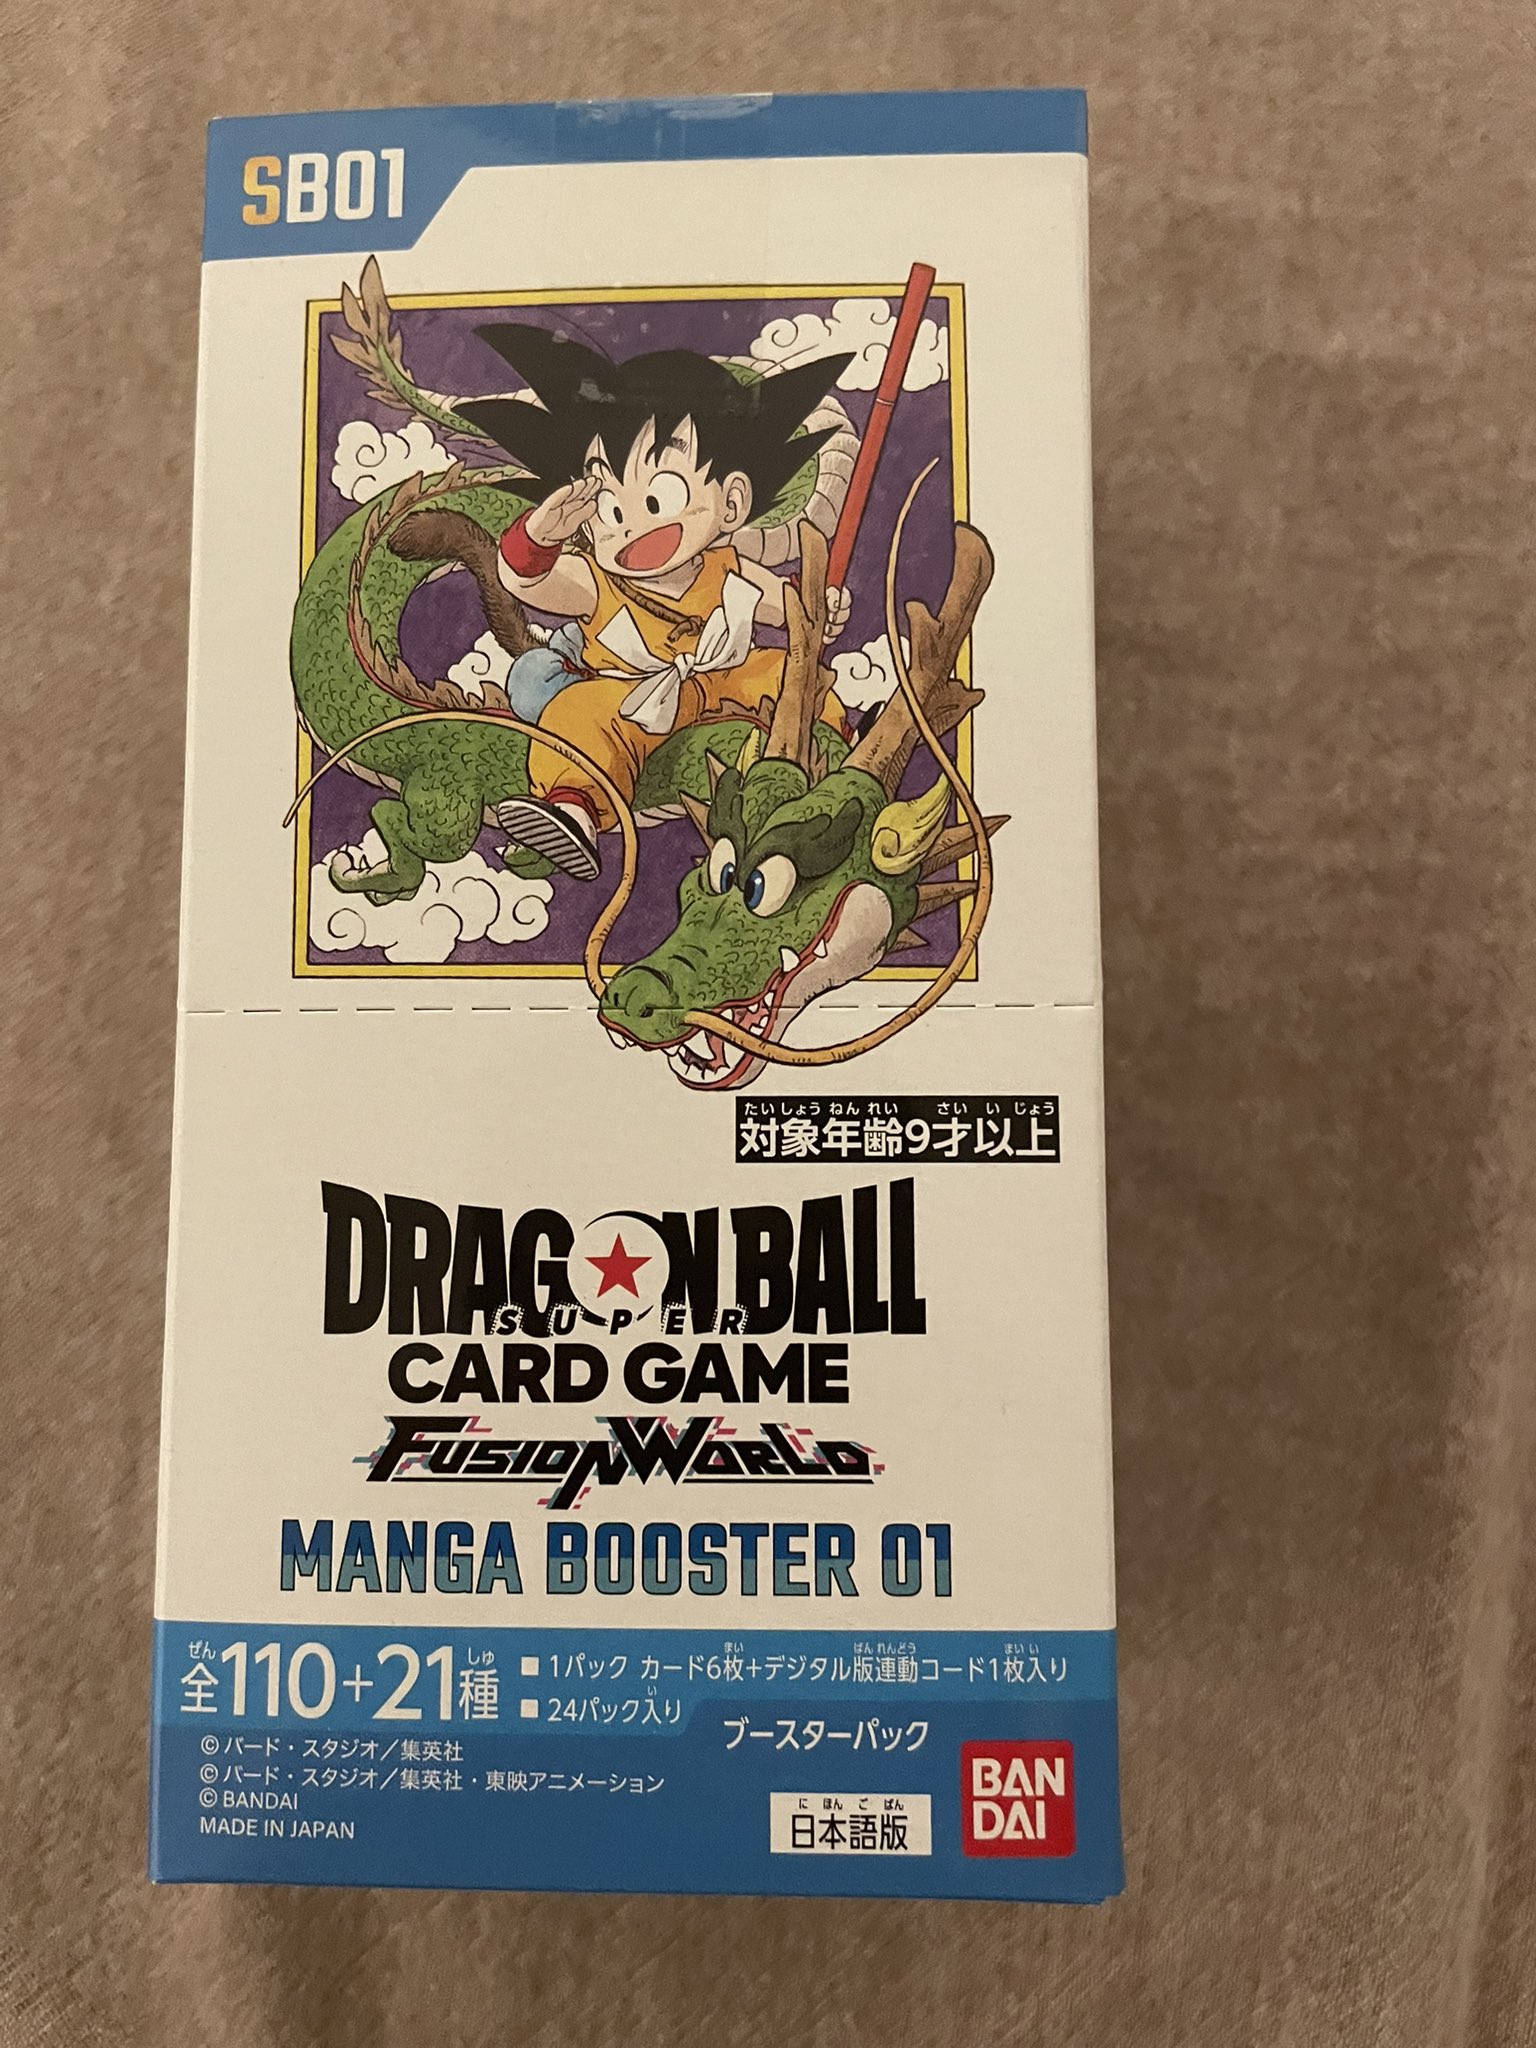 SB01
たいしょうねんれい さいいじょう
対象年齢9才以上
DRAGONBALL
SUPER
CARD GAME
FUSION WORLD
MANGA BOOSTER 01
ぜん しゅ
全110+21種
まい ばんれんどう まいい
■1パック カード6枚+デジタル版連動コード1枚入り
い
■24パック入り
ブースターパック
©バード・スタジオ／集英社
©バード・スタジオ／集英社・東映アニメーション
© BANDAI
MADE IN JAPAN
に ほん ご ばん
日本語版
BAN
DAI